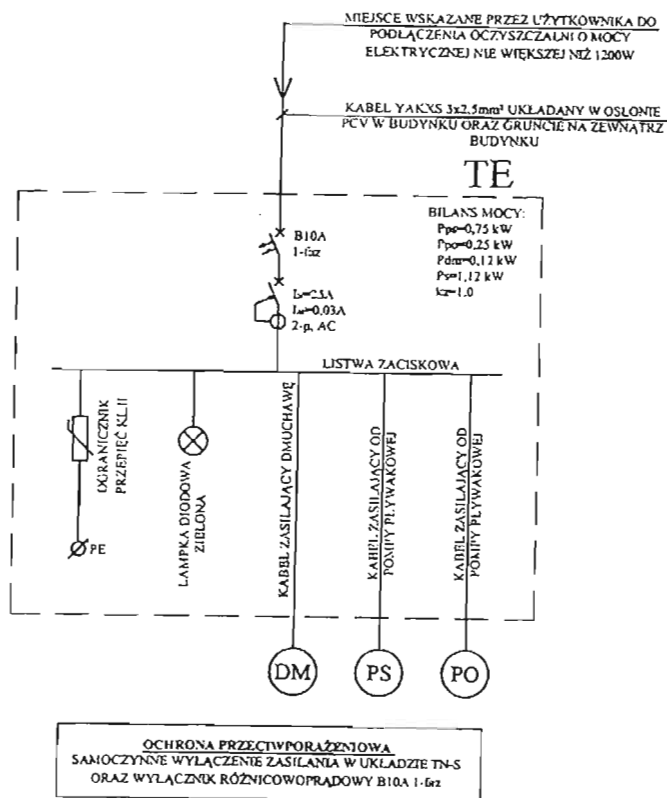 MIEJSCE WSKAZANE PRZEZ UŻYTKOWNIKA DO
PODŁĄCZENIA OCZYSZCZALNI O MOCY
ELEKTRYCZNEJ NIE WIĘKSZEJ NIŻ 1200W
KABEL YAKXS 3x2,5mm² UKŁADANY W OSŁONIE
PCV W BUDYNKU ORAZ GRUNCIE NA ZEWNĄTRZ
BUDYNKU
TE
BILANS MOCY:
Pps=0,75 kW
Ppo=0,25 kW
Pdm=0,12 kW
Ps=1,12 kW
kz=1.0
B10A
1-faz
In=25A
0,03A
2-p, AC
LISTWA ZACISKOWA
OGRANICZNIK
PRZEPIĘĆ KL.II
PE
LAMPKA DIODOWA
ZIELONA
KABEL ZASILAJĄCY DMUCHAWĘ
KABEL ZASILAJĄCY OD
POMPY PŁYWAKOWEJ
KABEL ZASILAJĄCY OD
POMPY PŁYWAKOWEJ
DM
PS
PO
OCHRONA PRZECIWPORAŻENIOWA
SAMOCZYNNE WYŁĄCZENIE ZASILANIA W UKŁADZIE TN-S
ORAZ WYŁĄCZNIK RÓŻNICOWOPRĄDOWY B10A 1-faz